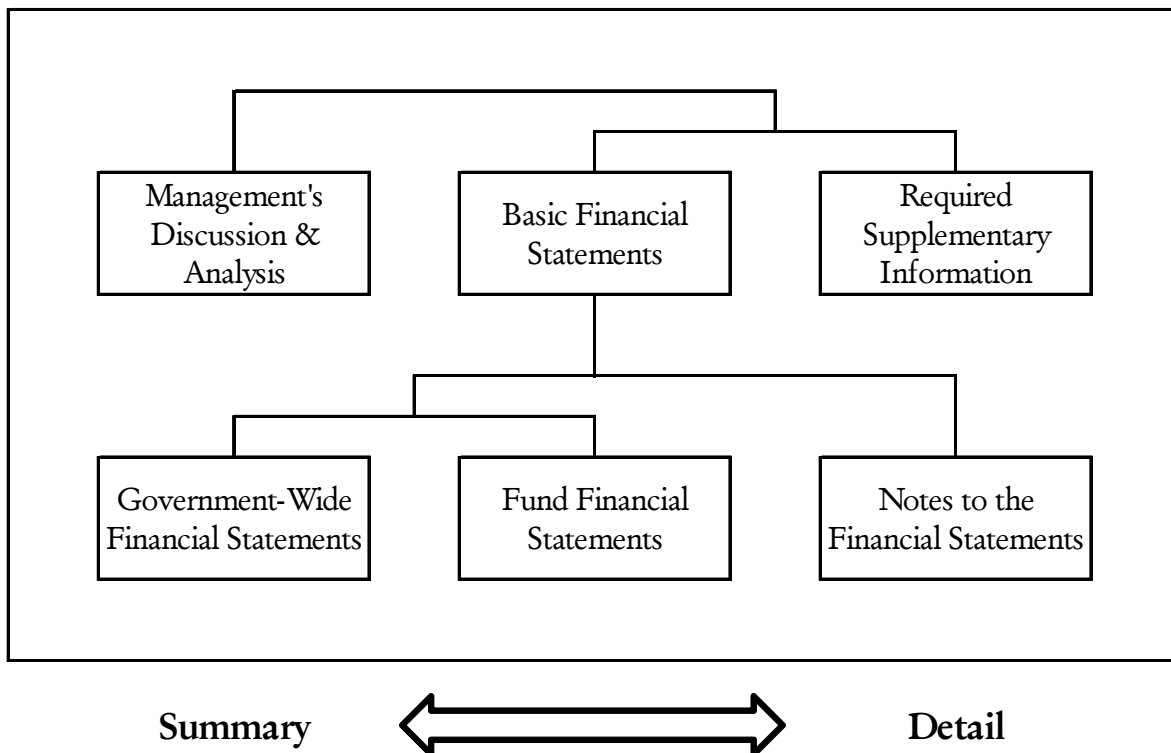 Management's
Discussion &
Analysis
Basic Financial
Statements
Required
Supplementary
Information
Government-Wide
Financial Statements
Fund Financial
Statements
Notes to the
Financial Statements
Summary
Detail